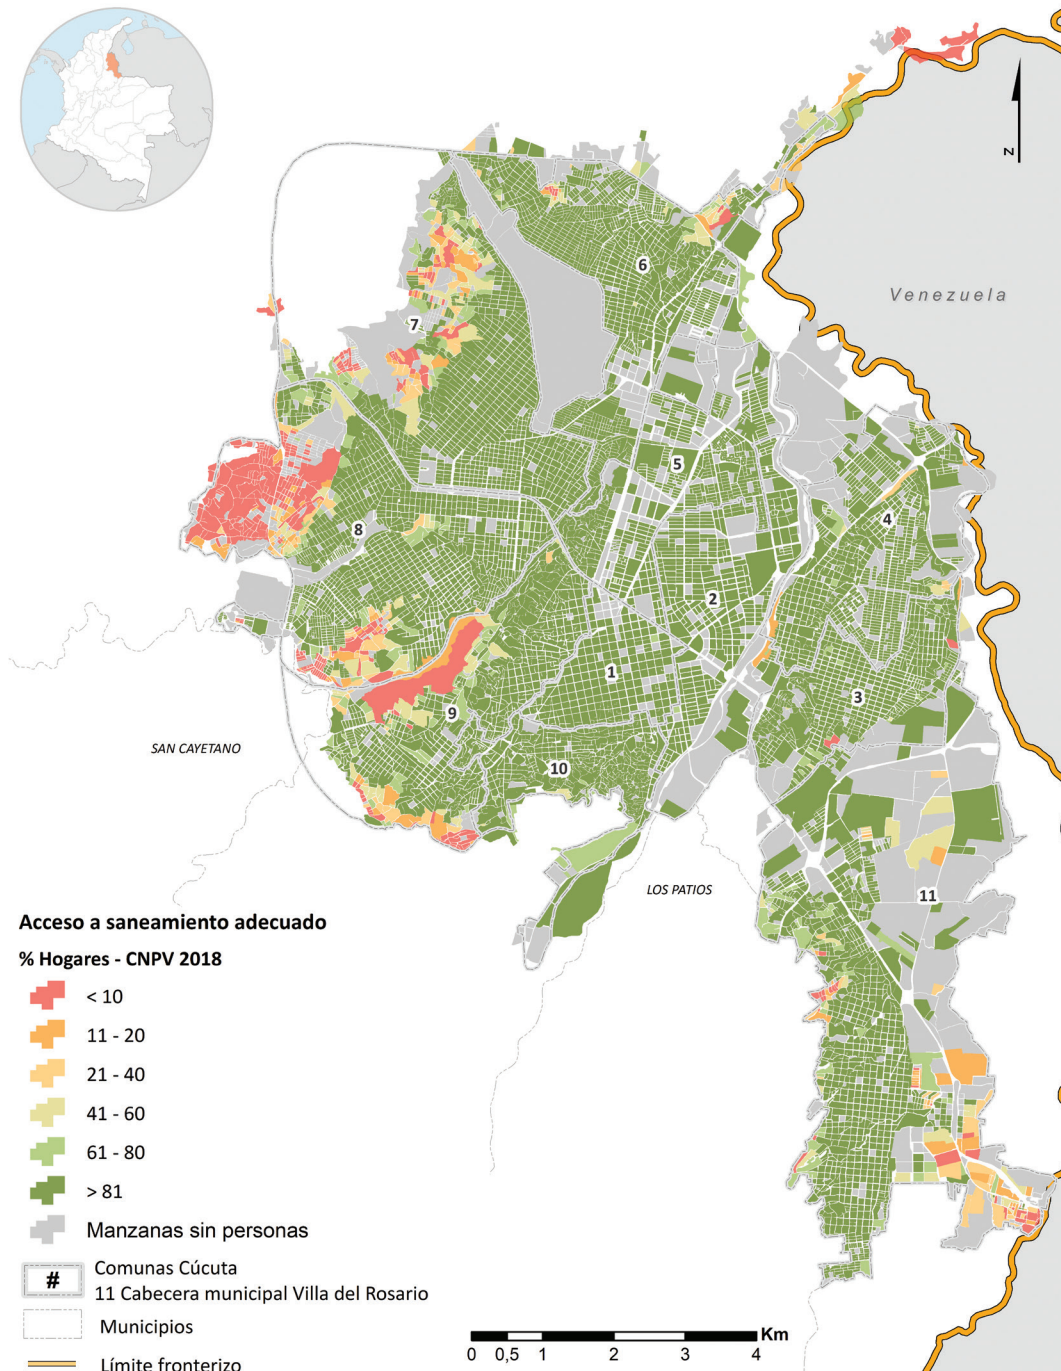 N
Venezuela
6
7
5
4
8
2
1
3
9
10
SAN CAYETANO
LOS PATIOS
11
Acceso a saneamiento adecuado
% Hogares - CNPV 2018
< 10
11 - 20
21 - 40
41 - 60
61 - 80
> 81
Manzanas sin personas
# Comunas Cúcuta
11 Cabecera municipal Villa del Rosario
Municipios
Límite fronterizo
Km
0 0,5 1 2 3 4